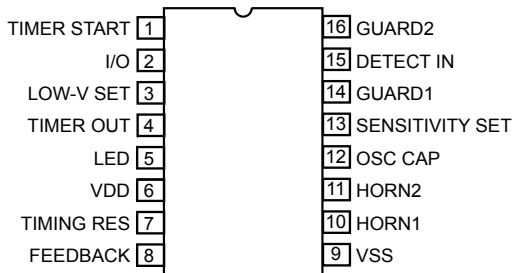 TIMER START 1 16 GUARD2
I/O 2 15 DETECT IN
LOW-V SET 3 14 GUARD1
TIMER OUT 4 13 SENSITIVITY SET
LED 5 12 OSC CAP
VDD 6 11 HORN2
TIMING RES 7 10 HORN1
FEEDBACK 8 9 VSS